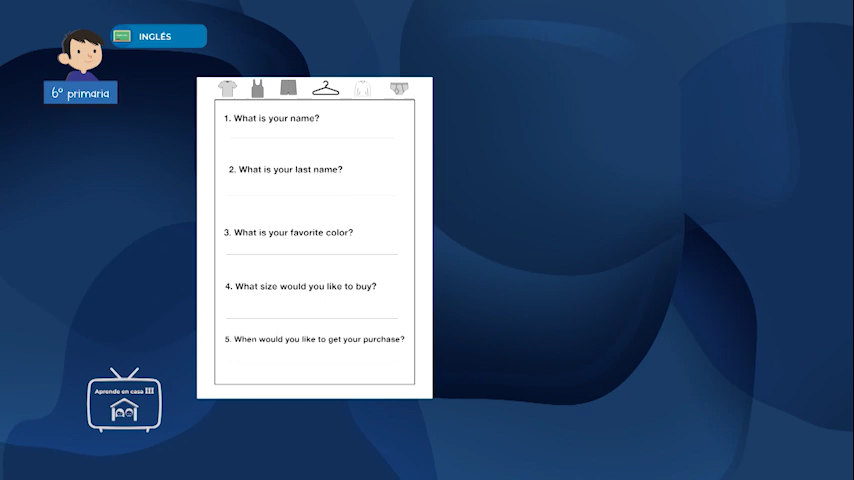 INGLÉS
6º primaria
1. What is your name?
2. What is your last name?
3. What is your favorite color?
4. What size would you like to buy?
5. When would you like to get your purchase?
Aprende en casa III